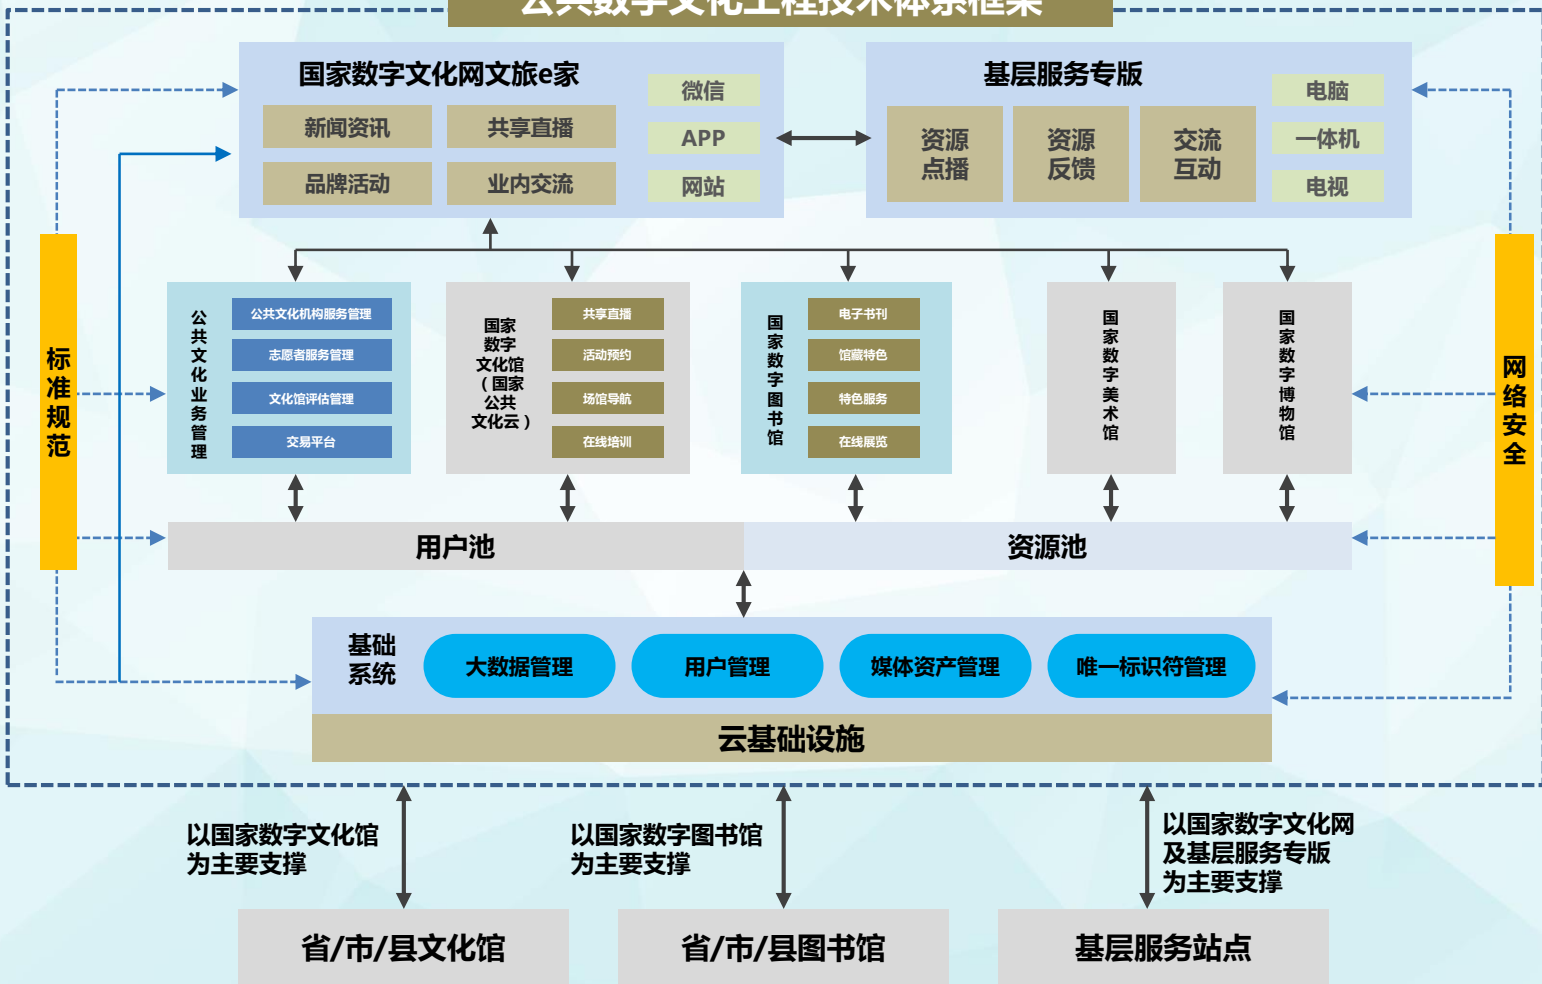 公共数字文化工程技术体系框架
国家数字文化网文旅e家
新闻资讯
共享直播
品牌活动
业内交流
微信
APP
网站
基层服务专版
资源
点播
资源
反馈
交流
互动
电脑
一体机
电视
标准规范
网络安全
公共文化业务管理
公共文化机构服务管理
志愿者服务管理
文化馆评估管理
交易平台
国家
数字
文化馆
（国家
公共
文化云）
共享直播
活动预约
场馆导航
在线培训
国家数字图书馆
电子书刊
馆藏特色
特色服务
在线展览
国家数字美术馆
国家数字博物馆
用户池
资源池
基础
系统
大数据管理
用户管理
媒体资产管理
唯一标识符管理
云基础设施
以国家数字文化馆
为主要支撑
以国家数字图书馆
为主要支撑
以国家数字文化网
及基层服务专版
为主要支撑
省/市/县文化馆
省/市/县图书馆
基层服务站点